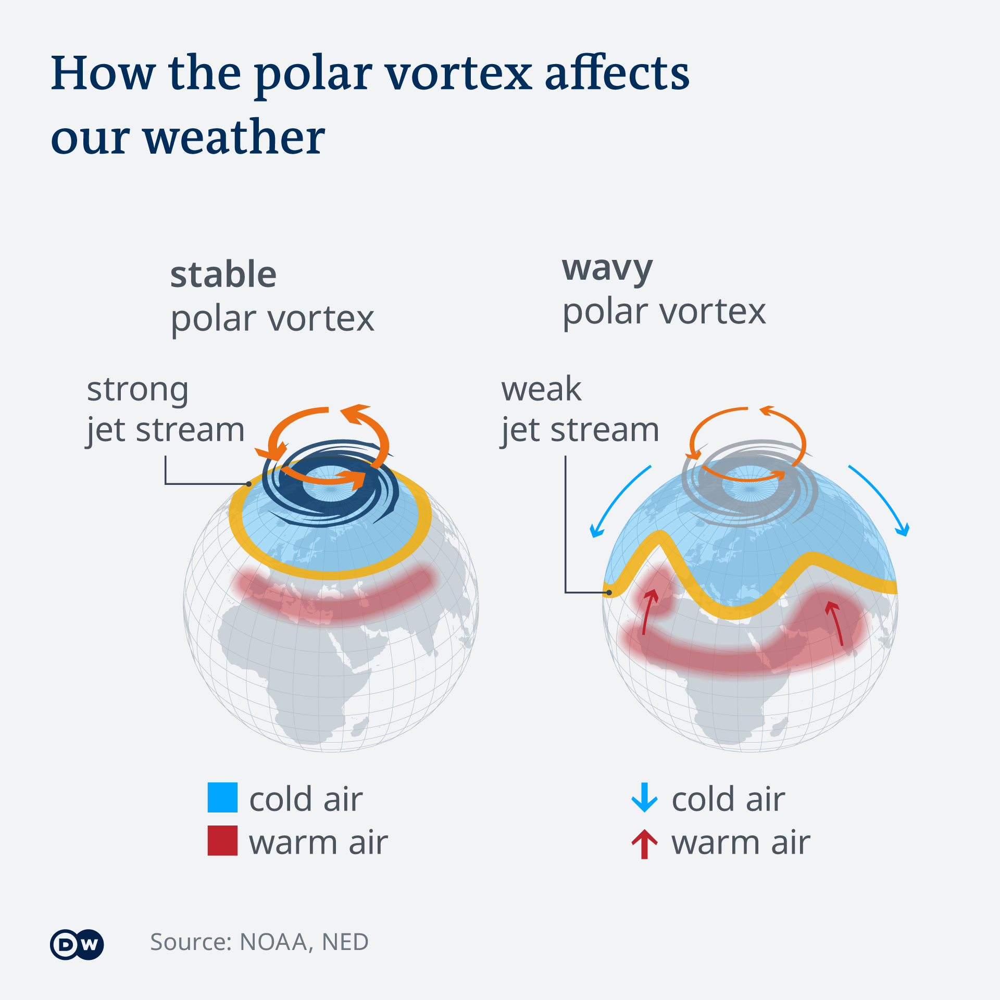 How the polar vortex affects
our weather
stable
polar vortex
wavy
polar vortex
strong
jet stream
weak
jet stream
cold air
warm air
cold air
warm air
DW
Source: NOAA, NED